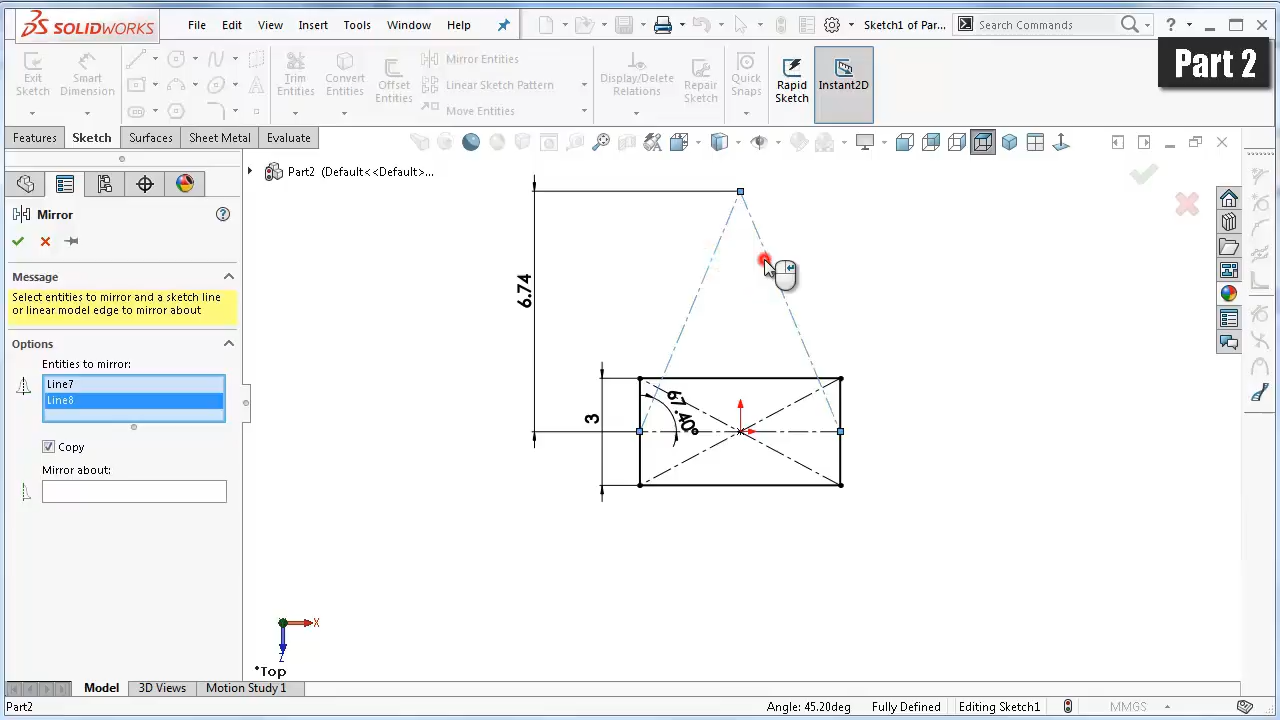 SOLIDWORKS
File Edit View Insert Tools Window Help
Sketch1 of Par...
Search Commands
?
Part 2
Exit Sketch
Smart Dimension
Trim Entities
Convert Entities
Offset Entities
Mirror Entities
Linear Sketch Pattern
Move Entities
Display/Delete Relations
Repair Sketch
Quick Snaps
Rapid Sketch
Instant2D
Features Sketch Surfaces Sheet Metal Evaluate
Part2 (Default<<Default>...
Mirror
?
Message
Select entities to mirror and a sketch line
or linear model edge to mirror about
Options
Entities to mirror:
Line7
Line8
Copy
Mirror about:
6.74
3
67.40°
X
Z
*Top
Model 3D Views Motion Study 1
Part2
Angle: 45.20deg Fully Defined Editing Sketch1 MMGS